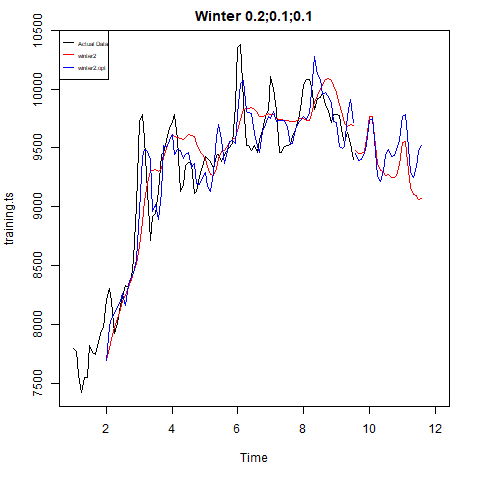 Winter 0.2;0.1;0.1
Actual Data
winter2
winter2.opt
training.ts
7500 8000 8500 9000 9500 10000 10500
2 4 6 8 10 12
Time